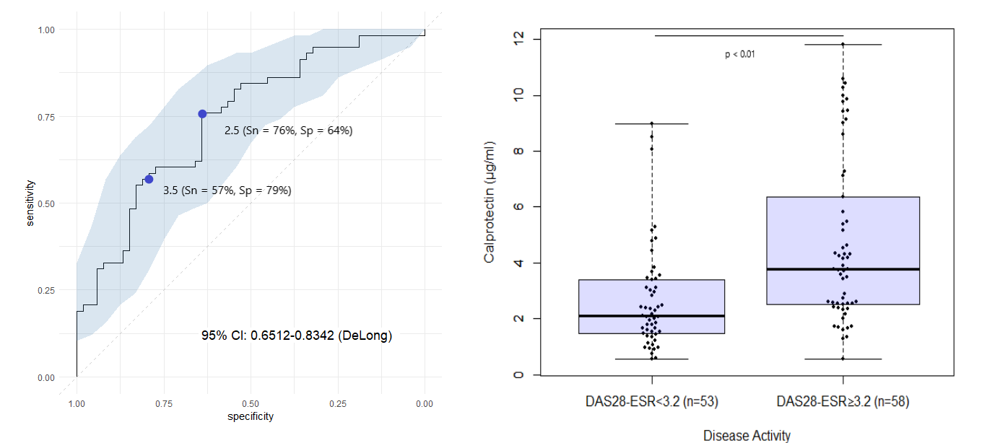 1.00
0.75
0.50
0.25
0.00
sensitivity
2.5 (Sn = 76%, Sp = 64%)
3.5 (Sn = 57%, Sp = 79%)
95% CI: 0.6512-0.8342 (DeLong)
1.00 0.75 0.50 0.25 0.00
specificity
12
10
8
6
4
2
0
Calprotectin (µg/ml)
p < 0.01
DAS28-ESR<3.2 (n=53) DAS28-ESR≥3.2 (n=58)
Disease Activity